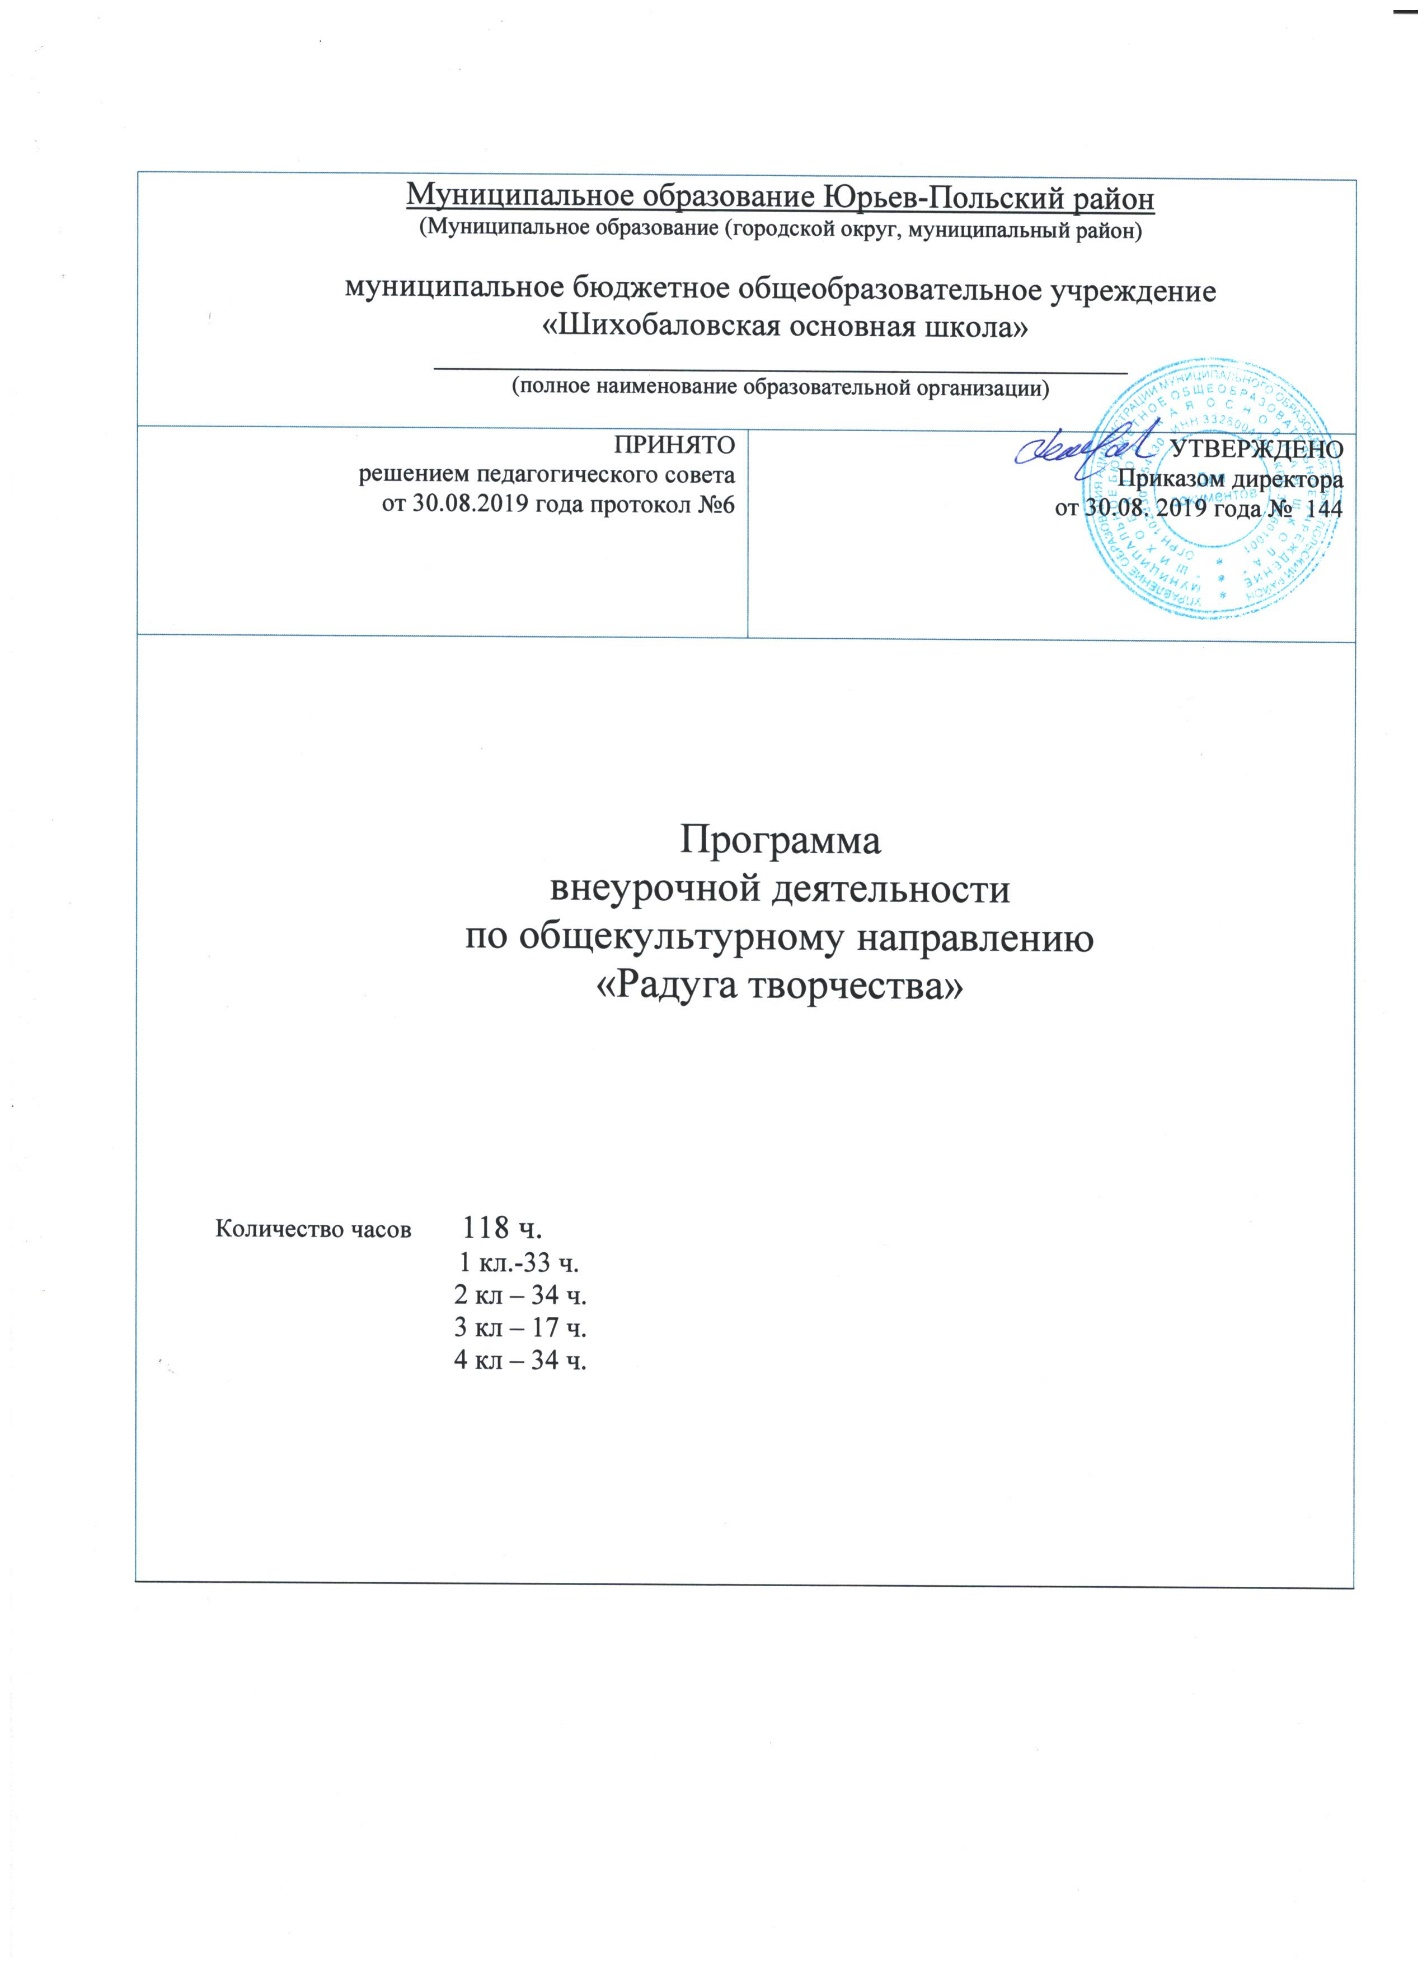 Муниципальное образование Юрьев-Польский район
(Муниципальное образование (городской округ, муниципальный район)
муниципальное бюджетное общеобразовательное учреждение
«Шихобаловская основная школа»
(полное наименование образовательной организации)
ПРИНЯТО
решением педагогического совета
от 30.08.2019 года протокол №6
УТВЕРЖДЕНО
Приказом директора
от 30.08. 2019 года № 144
Программа
внеурочной деятельности
по общекультурному направлению
«Радуга творчества»
Количество часов 118 ч.
1 кл.-33 ч.
2 кл – 34 ч.
3 кл – 17 ч.
4 кл – 34 ч.